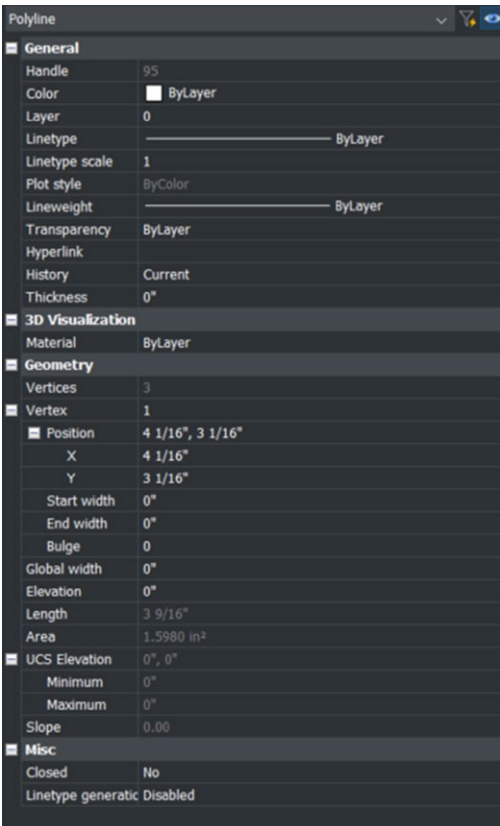 Polyline
General
Handle 95
Color ByLayer
Layer 0
Linetype ByLayer
Linetype scale 1
Plot style ByColor
Lineweight ByLayer
Transparency ByLayer
Hyperlink
History Current
Thickness 0"
3D Visualization
Material ByLayer
Geometry
Vertices 3
Vertex 1
Position 4 1/16", 3 1/16"
X 4 1/16"
Y 3 1/16"
Start width 0"
End width 0"
Bulge 0
Global width 0"
Elevation 0"
Length 3 9/16"
Area 1.5980 in²
UCS Elevation 0", 0"
Minimum 0"
Maximum 0"
Slope 0.00
Misc
Closed No
Linetype generatic Disabled